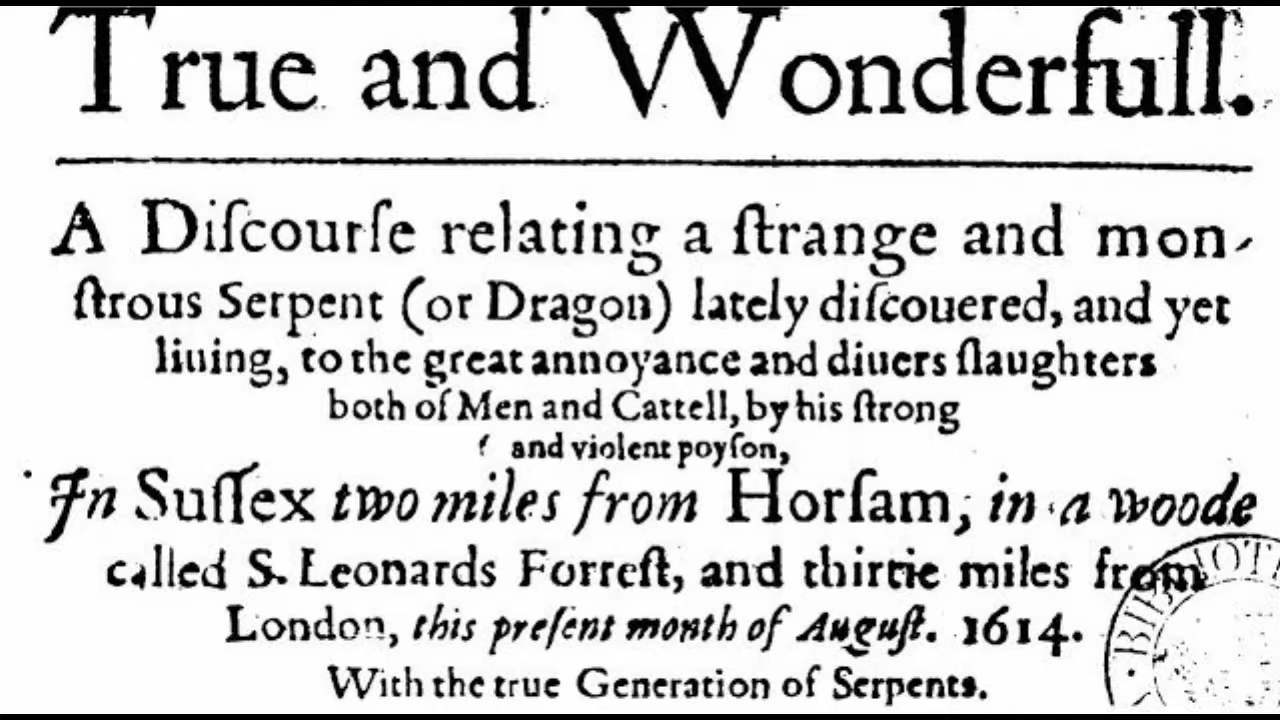 True and Wonderfull.
A Diſcourſe relating a ſtrange and mon-
ſtrous Serpent (or Dragon) lately diſcouered, and yet
liuing, to the great annoyance and diuers ſlaughters
both of Men and Cattell, by his ſtrong
and violent poyſon,
In Suſſex two miles from Horſam, in a woode
called S. Leonards Forreſt, and thirtie miles from
London, this preſent month of Auguſt. 1614.
With the true Generation of Serpents.